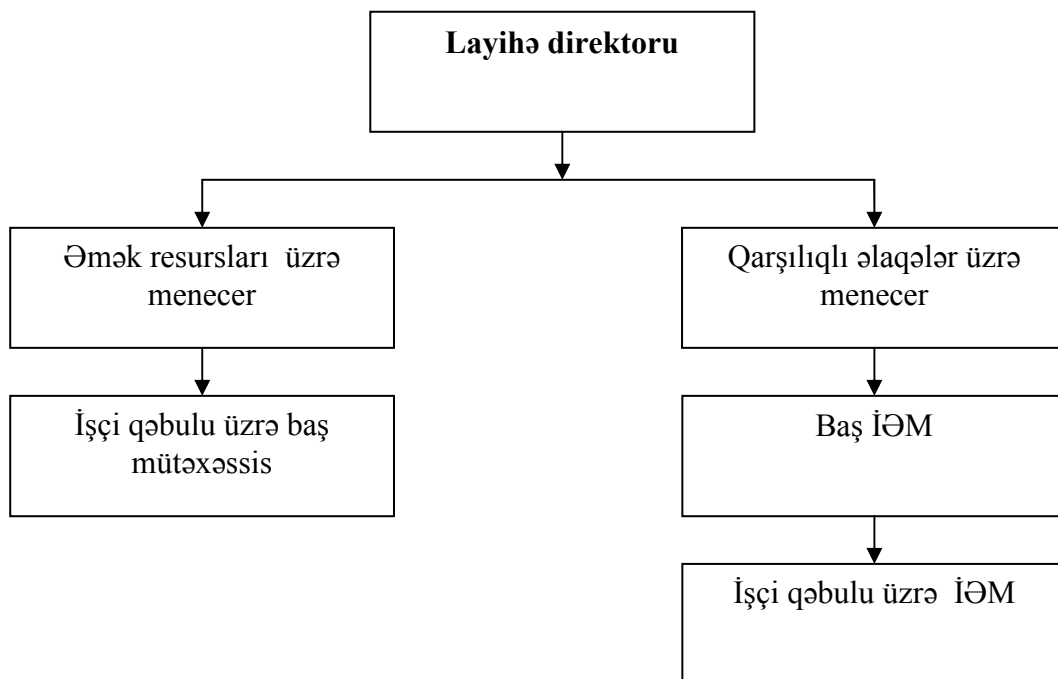 Layihə direktoru
Əmək resursları üzrə
menecer
Qarşılıqlı əlaqələr üzrə
menecer
İşçi qəbulu üzrə baş
mütəxəssis
Baş İƏM
İşçi qəbulu üzrə İƏM